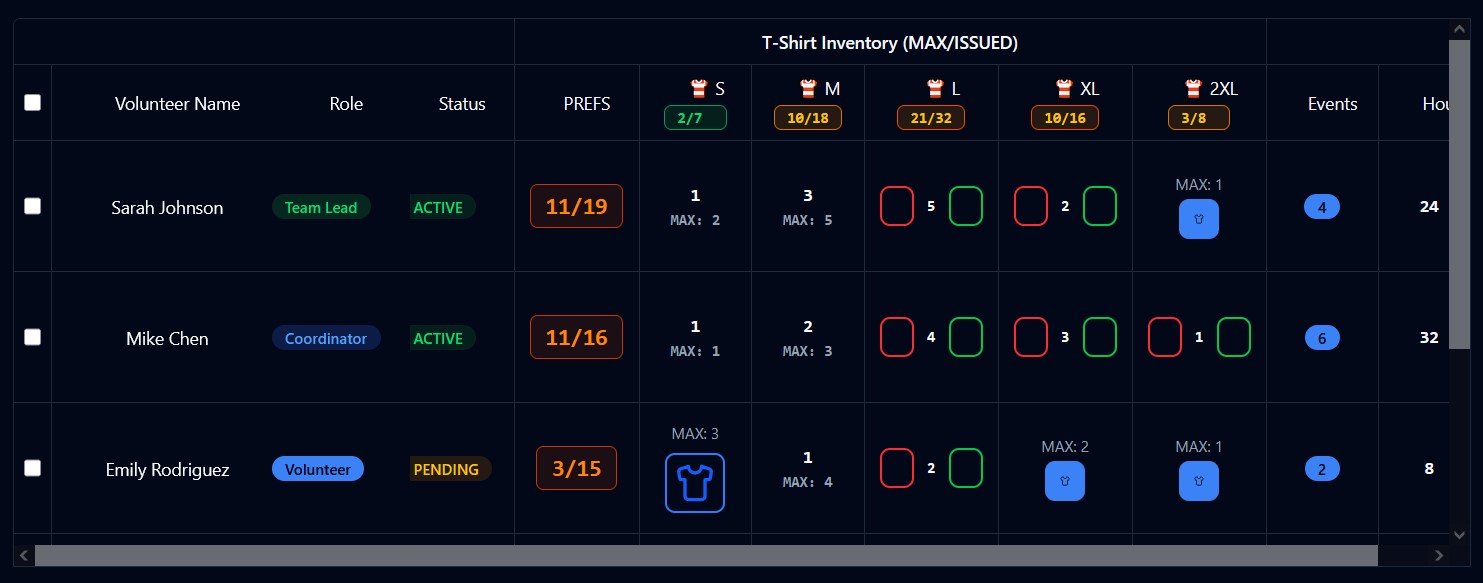 T-Shirt Inventory (MAX/ISSUED)
Volunteer Name Role Status PREFS S M L XL 2XL Events Hou
2/7 10/18 21/32 10/16 3/8
Sarah Johnson Team Lead ACTIVE 11/19 1 3 5 2 MAX: 1 4 24
MAX: 2 MAX: 5
Mike Chen Coordinator ACTIVE 11/16 1 2 4 3 1 6 32
MAX: 1 MAX: 3
Emily Rodriguez Volunteer PENDING 3/15 MAX: 3 1 2 MAX: 2 MAX: 1 2 8
MAX: 4